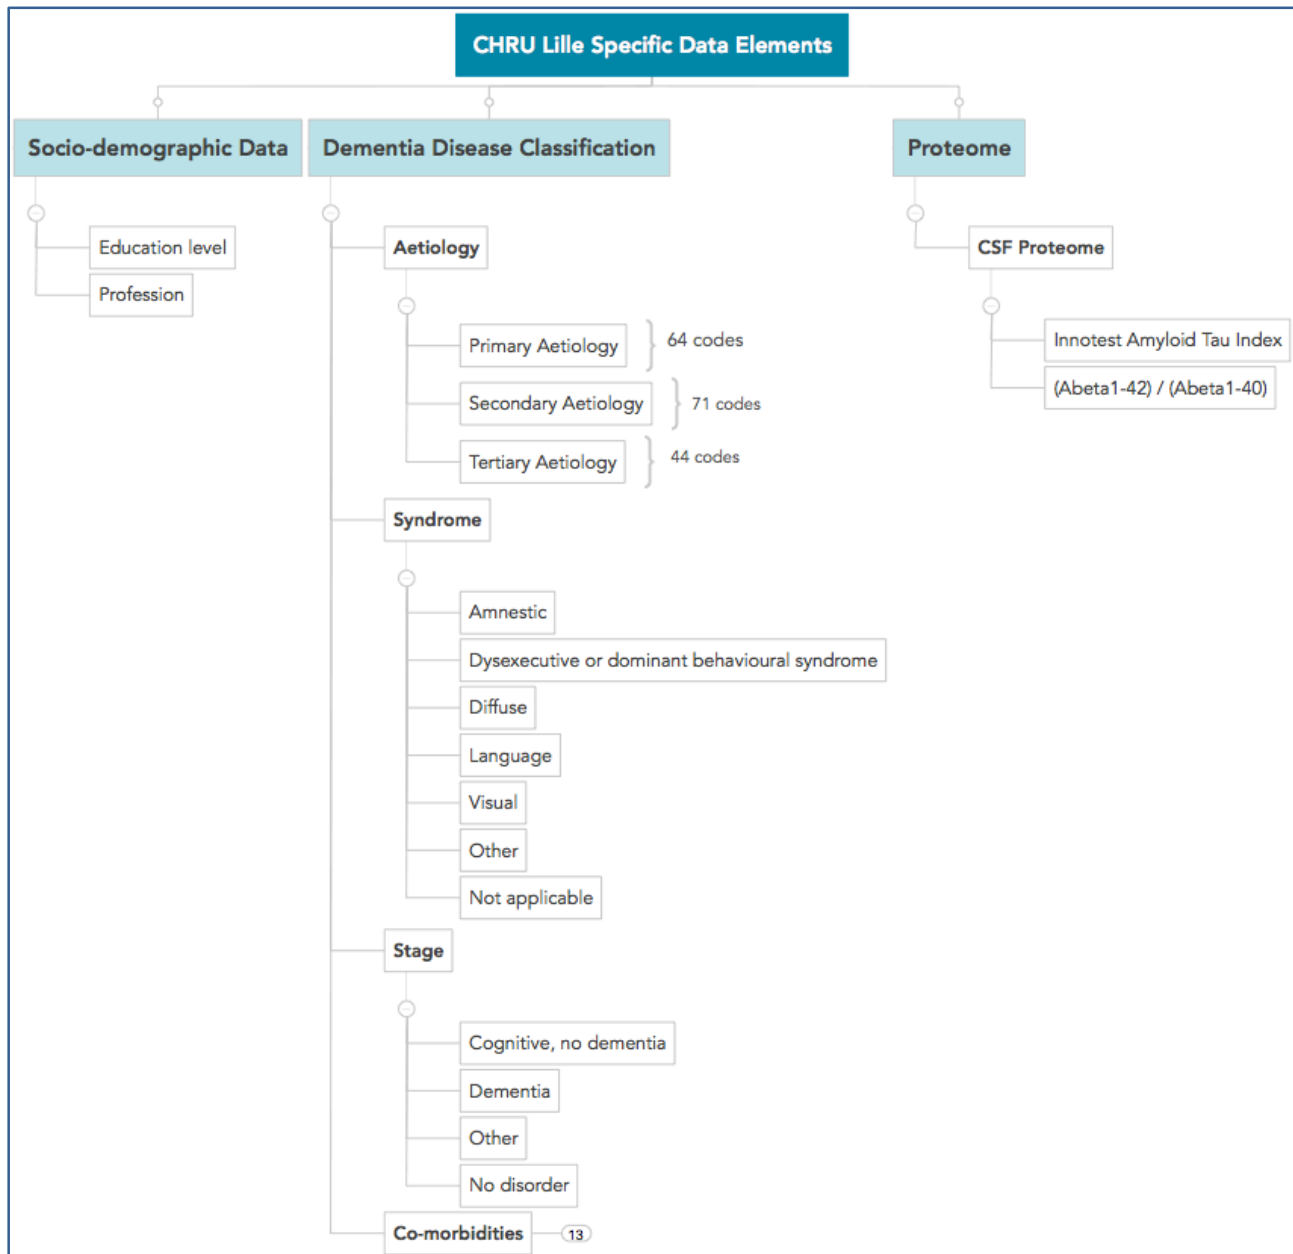 CHRU Lille Specific Data Elements
Socio-demographic Data
Education level
Profession
Dementia Disease Classification
Aetiology
Primary Aetiology
64 codes
Secondary Aetiology
71 codes
Tertiary Aetiology
44 codes
Syndrome
Amnestic
Dysexecutive or dominant behavioural syndrome
Diffuse
Language
Visual
Other
Not applicable
Stage
Cognitive, no dementia
Dementia
Other
No disorder
Co-morbidities
13
Proteome
CSF Proteome
Innotest Amyloid Tau Index
(Abeta1-42) / (Abeta1-40)